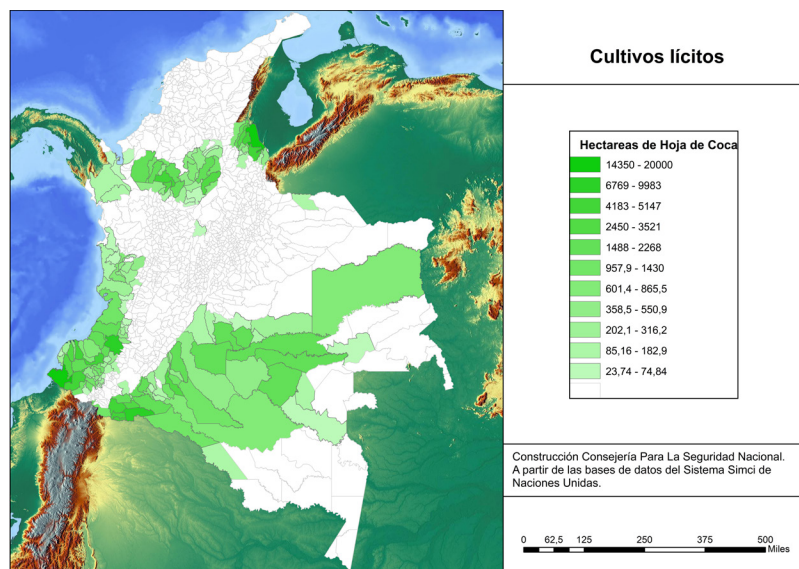 Cultivos lícitos
Hectareas de Hoja de Coca
14350 - 20000
6769 - 9983
4183 - 5147
2450 - 3521
1488 - 2268
957,9 - 1430
601,4 - 865,5
358,5 - 550,9
202,1 - 316,2
85,16 - 182,9
23,74 - 74,84
Construcción Consejería Para La Seguridad Nacional.
A partir de las bases de datos del Sistema Simci de
Naciones Unidas.
0 62,5 125 250 375 500
Miles